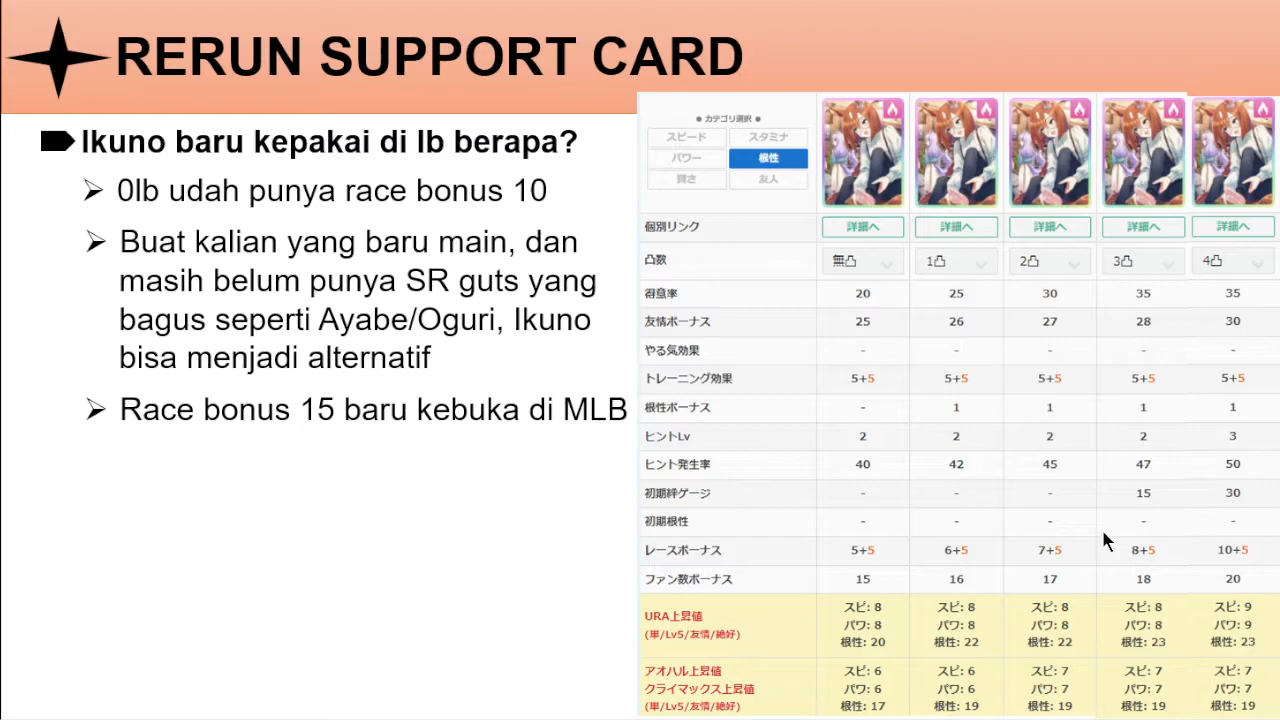 RERUN SUPPORT CARD
Ikuno baru kepakai di lb berapa?
0lb udah punya race bonus 10
Buat kalian yang baru main, dan
masih belum punya SR guts yang
bagus seperti Ayabe/Oguri, Ikuno
bisa menjadi alternatif
Race bonus 15 baru kebuka di MLB
● カテゴリ選択 ●
スピード スタミナ
パワー 根性
賢さ 友人
個別リンク 詳細へ 詳細へ 詳細へ 詳細へ 詳細へ
凸数 無凸 1凸 2凸 3凸 4凸
得意率 20 25 30 35 35
友情ボーナス 25 26 27 28 30
やる気効果 - - - - -
トレーニング効果 5+5 5+5 5+5 5+5 5+5
根性ボーナス - 1 1 1 1
ヒントLv 2 2 2 2 3
ヒント発生率 40 42 45 47 50
初期絆ゲージ - - - 15 30
初期根性 - - - - -
レースボーナス 5+5 6+5 7+5 8+5 10+5
ファン数ボーナス 15 16 17 18 20
URA上昇値
(単/Lv5/友情/絶好)
スピ: 8 スピ: 8 スピ: 8 スピ: 8 スピ: 9
パワ: 8 パワ: 8 パワ: 8 パワ: 8 パワ: 9
根性: 20 根性: 22 根性: 22 根性: 23 根性: 23
アオハル上昇値
クライマックス上昇値
(単/Lv5/友情/絶好)
スピ: 6 スピ: 6 スピ: 7 スピ: 7 スピ: 7
パワ: 6 パワ: 6 パワ: 7 パワ: 7 パワ: 7
根性: 17 根性: 19 根性: 19 根性: 19 根性: 19